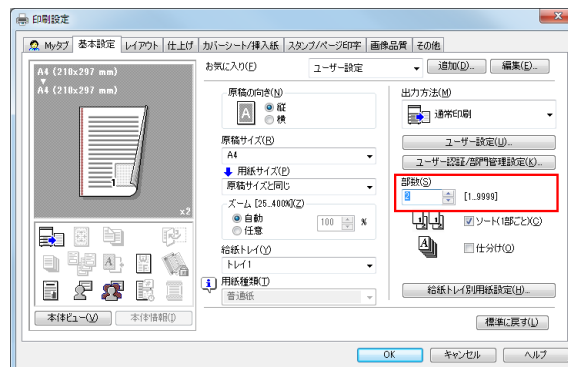 印刷設定
Myタブ 基本設定 レイアウト 仕上げ カバーシート/挿入紙 スタンプ/ページ印字 画像品質 その他
A4 (210x297 mm)
A4 (210x297 mm)
1
x2
本体ビュー(V) 本体情報(I)
お気に入り(F) ユーザー設定 追加(D)... 編集(E)...
原稿の向き(N)
A
縦
横
原稿サイズ(R)
A4
用紙サイズ(P)
原稿サイズと同じ
ズーム [25..400%](Z)
自動
任意
100 %
給紙トレイ(Y)
トレイ1
用紙種類(T)
普通紙
出力方法(M)
通常印刷
ユーザー設定(U)...
ユーザー認証/部門管理設定(K)...
部数(S)
2 [1..9999]
ソート(1部ごと)(C)
仕分け(O)
給紙トレイ別用紙設定(H)...
標準に戻す(L)
OK キャンセル ヘルプ